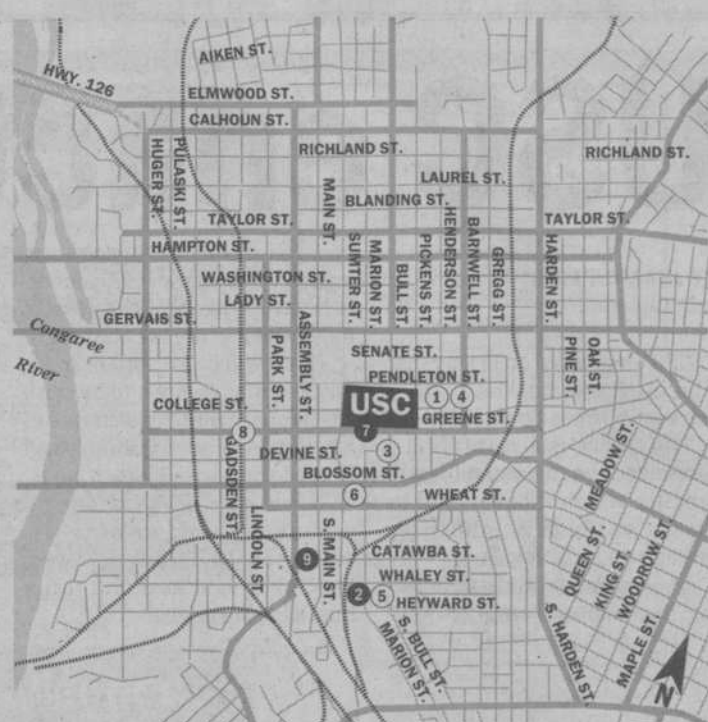 AIKEN ST.
HWY. 126
ELMWOOD ST.
CALHOUN ST.
RICHLAND ST.
RICHLAND ST.
HUGER ST.
PULASKI ST.
LAUREL ST.
BLANDING ST.
MAIN ST.
TAYLOR ST.
TAYLOR ST.
HAMPTON ST.
SUMTER ST.
MARION ST.
BULL ST.
PICKENS ST.
HENDERSON ST.
BARNWELL ST.
GREGG ST.
HARDEN ST.
WASHINGTON ST.
LADY ST.
GERVAIS ST.
Congaree
River
PARK ST.
ASSEMBLY ST.
SENATE ST.
PINE ST.
OAK ST.
PENDLETON ST.
COLLEGE ST.
USC
1
4
GREENE ST.
8
7
GADSDEN ST.
DEVINE ST.
3
MEADOW ST.
BLOSSOM ST.
6
WHEAT ST.
LINCOLN ST
S. MAIN ST.
9
CATAWBA ST.
QUEEN ST.
KING ST.
WOODROW ST.
WHALEY ST.
2
5
HEYWARD ST.
S. BULL ST.
MARION ST.
S. HARDEN ST.
MAPLE ST.
N